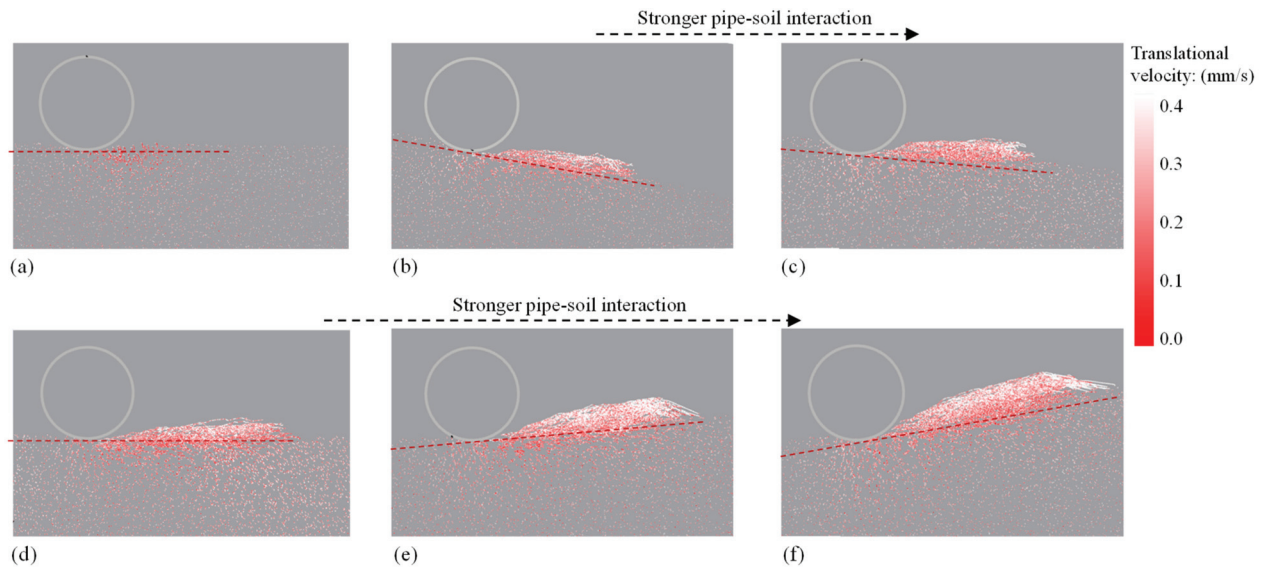 Stronger pipe-soil interaction
Translational
velocity: (mm/s)
0.4
0.3
0.2
0.1
0.0
(a)
(b)
(c)
Stronger pipe-soil interaction
(d)
(e)
(f)